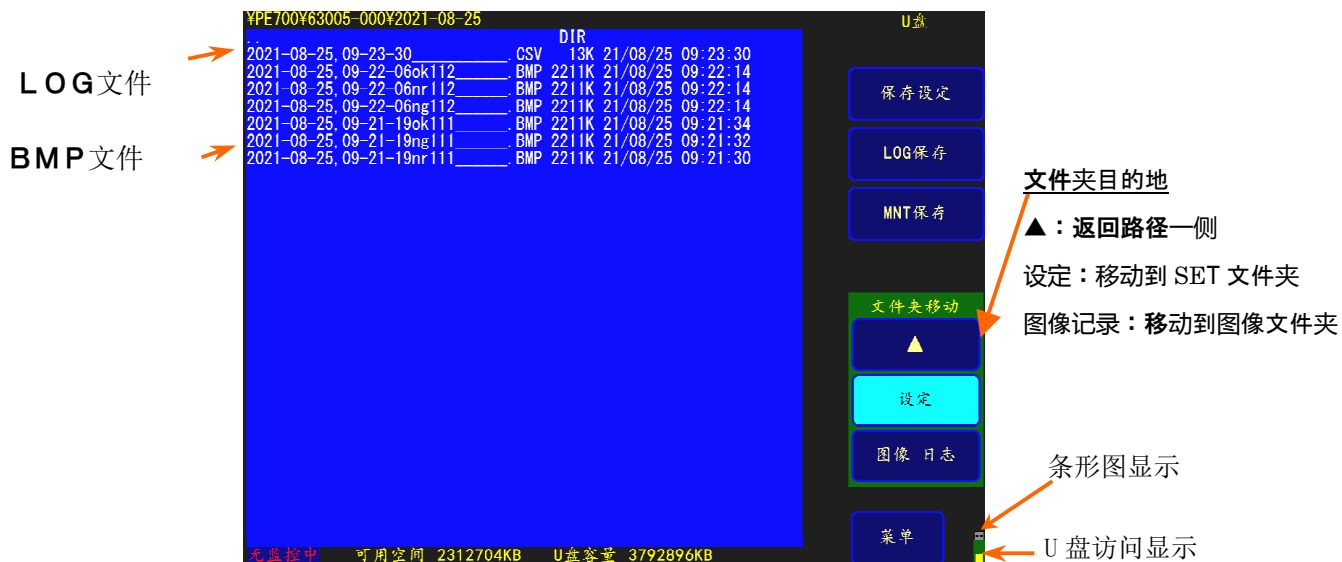 ¥PE700¥63005-000¥2021-08-25
U盘
..
DIR
2021-08-25,09-23-30___________.CSV 13K 21/08/25 09:23:30
2021-08-25,09-22-06ok112______.BMP 2211K 21/08/25 09:22:14
2021-08-25,09-22-06nr112______.BMP 2211K 21/08/25 09:22:14
2021-08-25,09-22-06ng112______.BMP 2211K 21/08/25 09:22:14
2021-08-25,09-21-19ok111______.BMP 2211K 21/08/25 09:21:34
2021-08-25,09-21-19ng111______.BMP 2211K 21/08/25 09:21:32
2021-08-25,09-21-19nr111______.BMP 2211K 21/08/25 09:21:30
LOG文件
BMP文件
保存设定
LOG保存
MNT保存
文件夹移动
▲
设定
图像 日志
菜单
文件夹目的地
▲：返回路径一侧
设定：移动到 SET 文件夹
图像记录：移动到图像文件夹
条形图显示
U 盘访问显示
无监控中 可用空间 2312704KB U盘容量 3792896KB